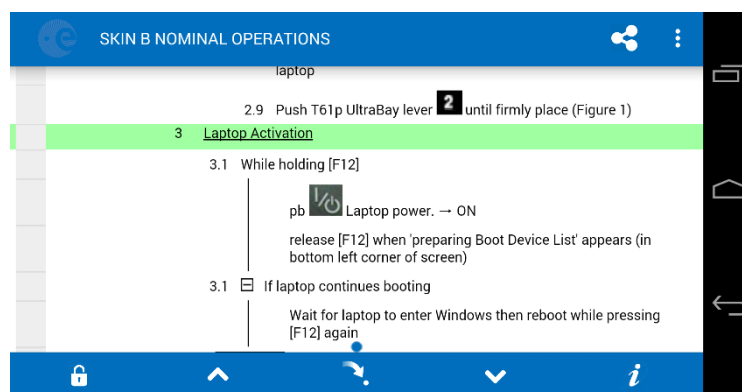 SKIN B NOMINAL OPERATIONS
laptop
2.9 Push T61p UltraBay lever 2 until firmly place (Figure 1)
3 Laptop Activation
3.1 While holding [F12]
pb I/⏻ Laptop power. → ON
release [F12] when 'preparing Boot Device List' appears (in
bottom left corner of screen)
3.1 If laptop continues booting
Wait for laptop to enter Windows then reboot while pressing
[F12] again